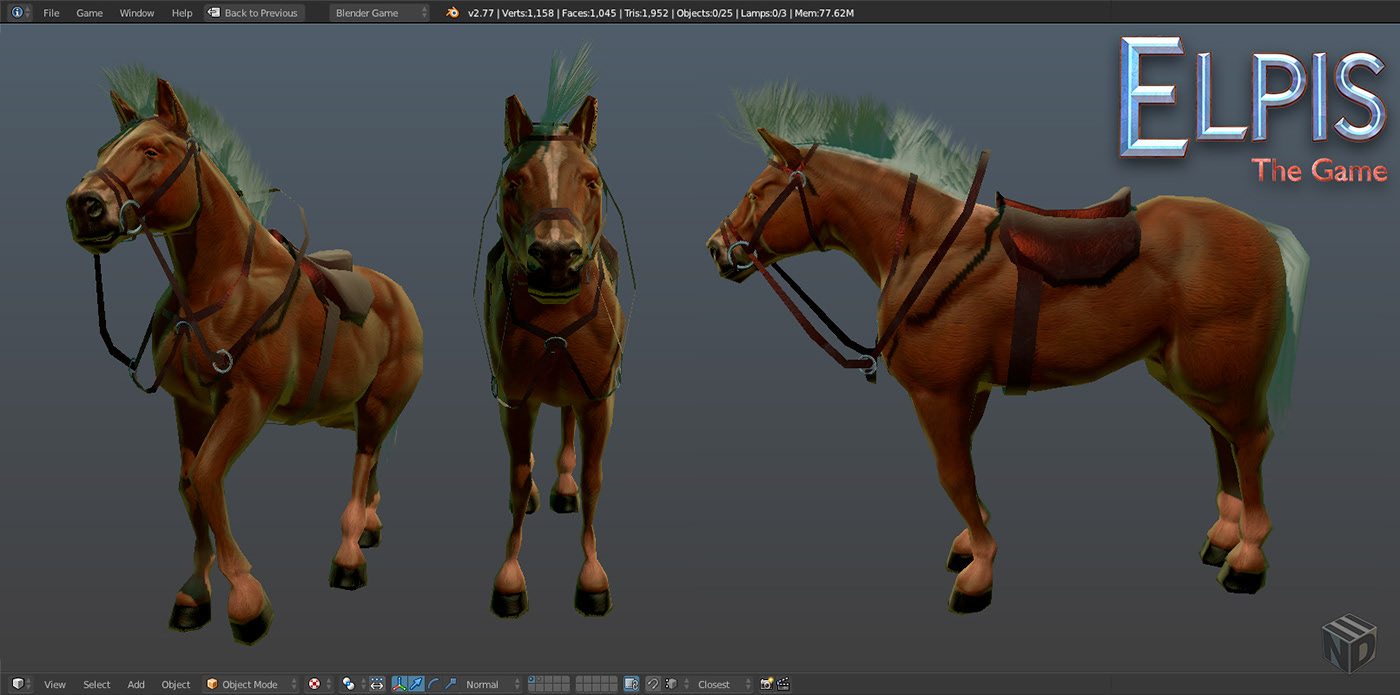 File Game Window Help Back to Previous Blender Game v2.77 | Verts:1,158 | Faces:1,045 | Tris:1,952 | Objects:0/25 | Lamps:0/3 | Mem:77.62M
ELPIS
The Game
ND
View Select Add Object Object Mode Normal Closest